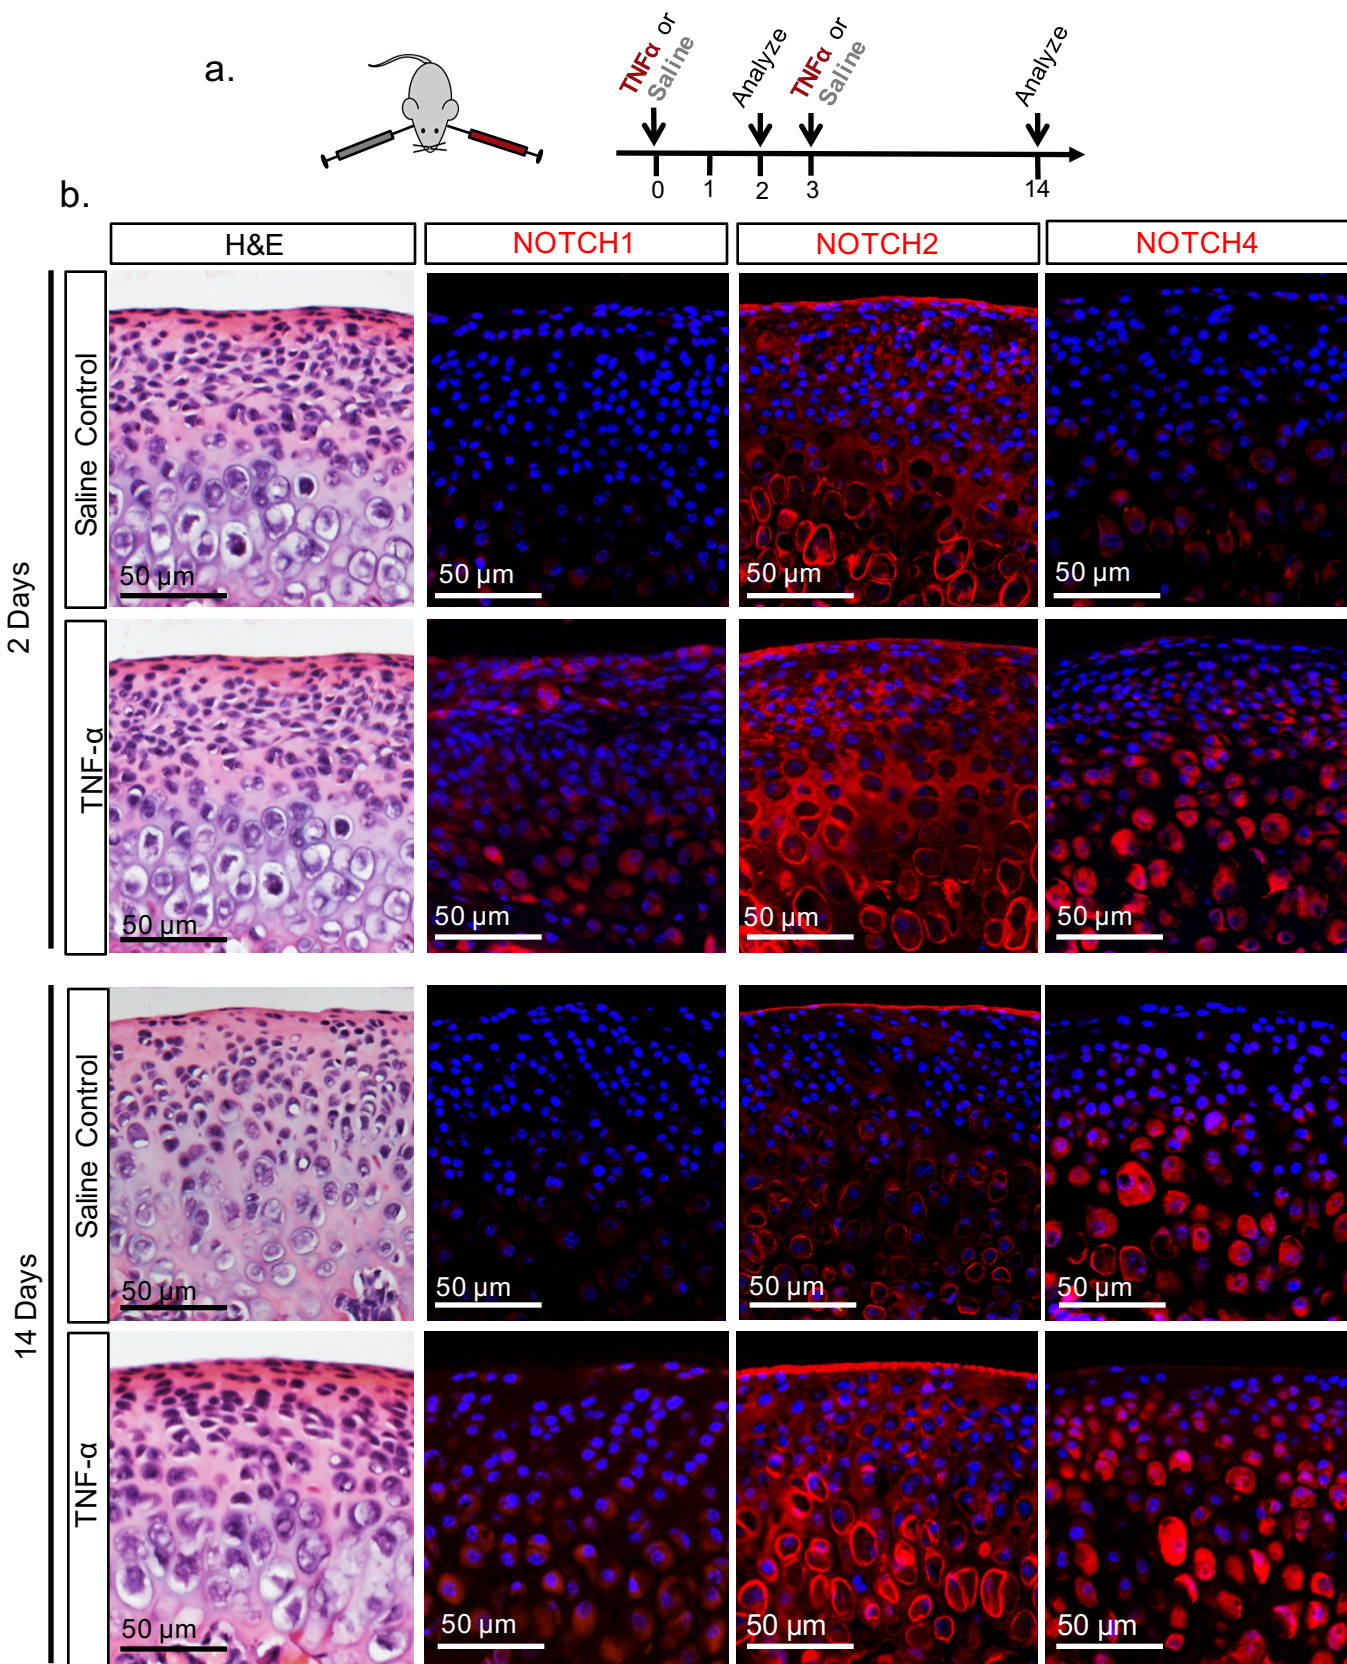 a.
TNFα or
Saline
Analyze
TNFα or
Saline
Analyze
0 1 2 3 14
b.
H&E NOTCH1 NOTCH2 NOTCH4
2 Days
Saline Control
50 µm 50 µm 50 µm 50 µm
TNF-α
50 µm 50 µm 50 µm 50 µm
14 Days
Saline Control
50 µm 50 µm 50 µm 50 µm
TNF-α
50 µm 50 µm 50 µm 50 µm